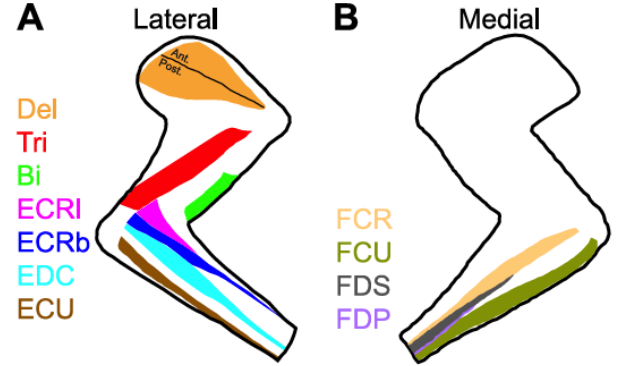 A Lateral
Ant.
Post.
Del
Tri
Bi
ECRl
ECRb
EDC
ECU
B Medial
FCR
FCU
FDS
FDP